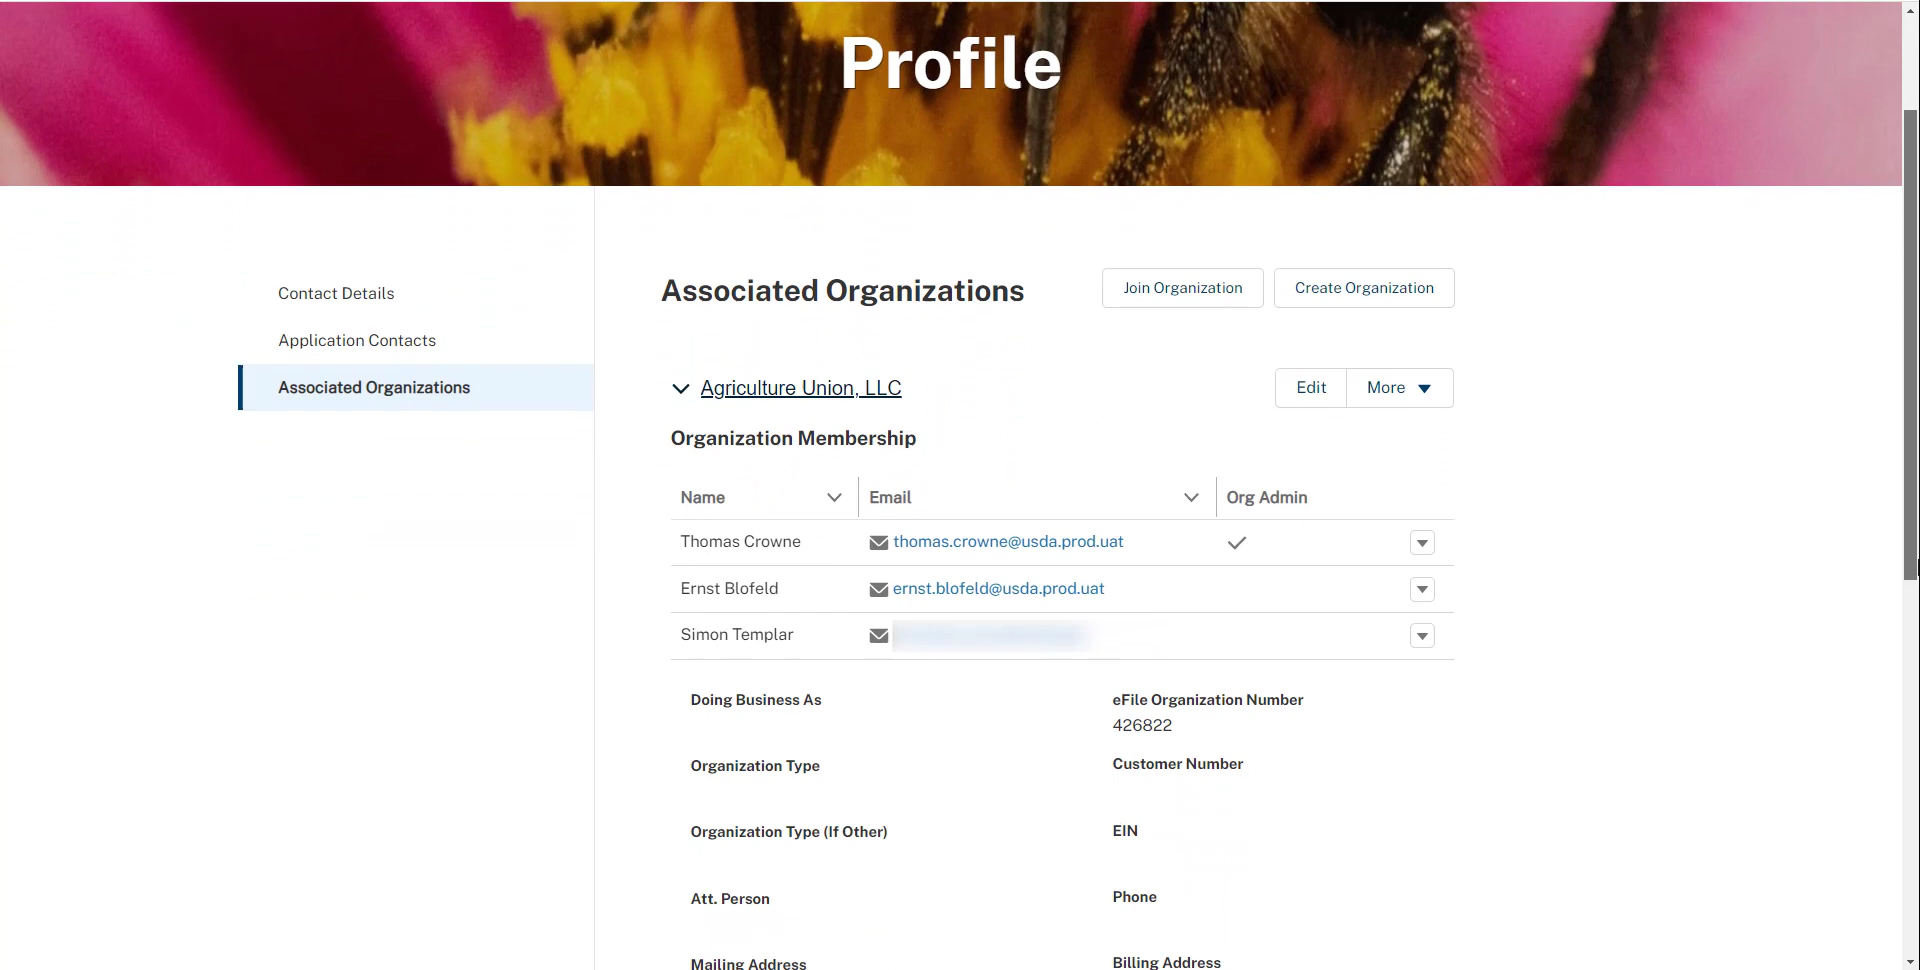 Profile
Contact Details
Application Contacts
Associated Organizations
Associated Organizations
Join Organization
Create Organization
Agriculture Union, LLC
Edit
More
Organization Membership
Name
Email
Org Admin
Thomas Crowne
thomas.crowne@usda.prod.uat
Ernst Blofeld
ernst.blofeld@usda.prod.uat
Simon Templar
Doing Business As
eFile Organization Number
426822
Organization Type
Customer Number
Organization Type (If Other)
EIN
Att. Person
Phone
Mailing Address
Billing Address